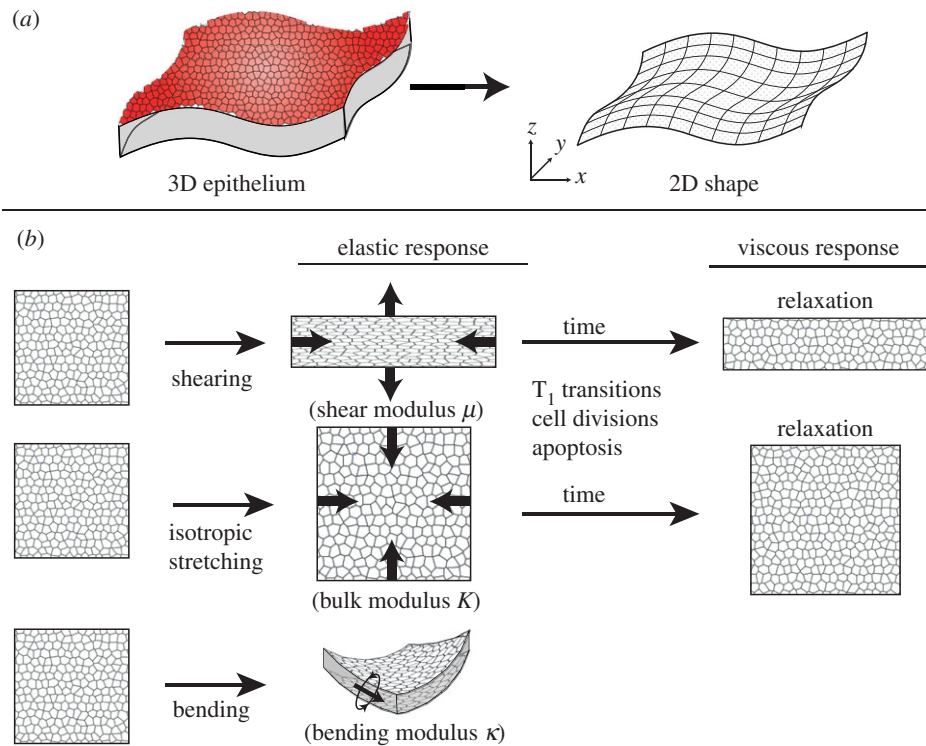 (a)
3D epithelium
z
y
x
2D shape
(b)
elastic response
viscous response
shearing
(shear modulus μ)
time
T1 transitions
cell divisions
apoptosis
relaxation
isotropic
stretching
(bulk modulus K)
time
relaxation
bending
(bending modulus κ)